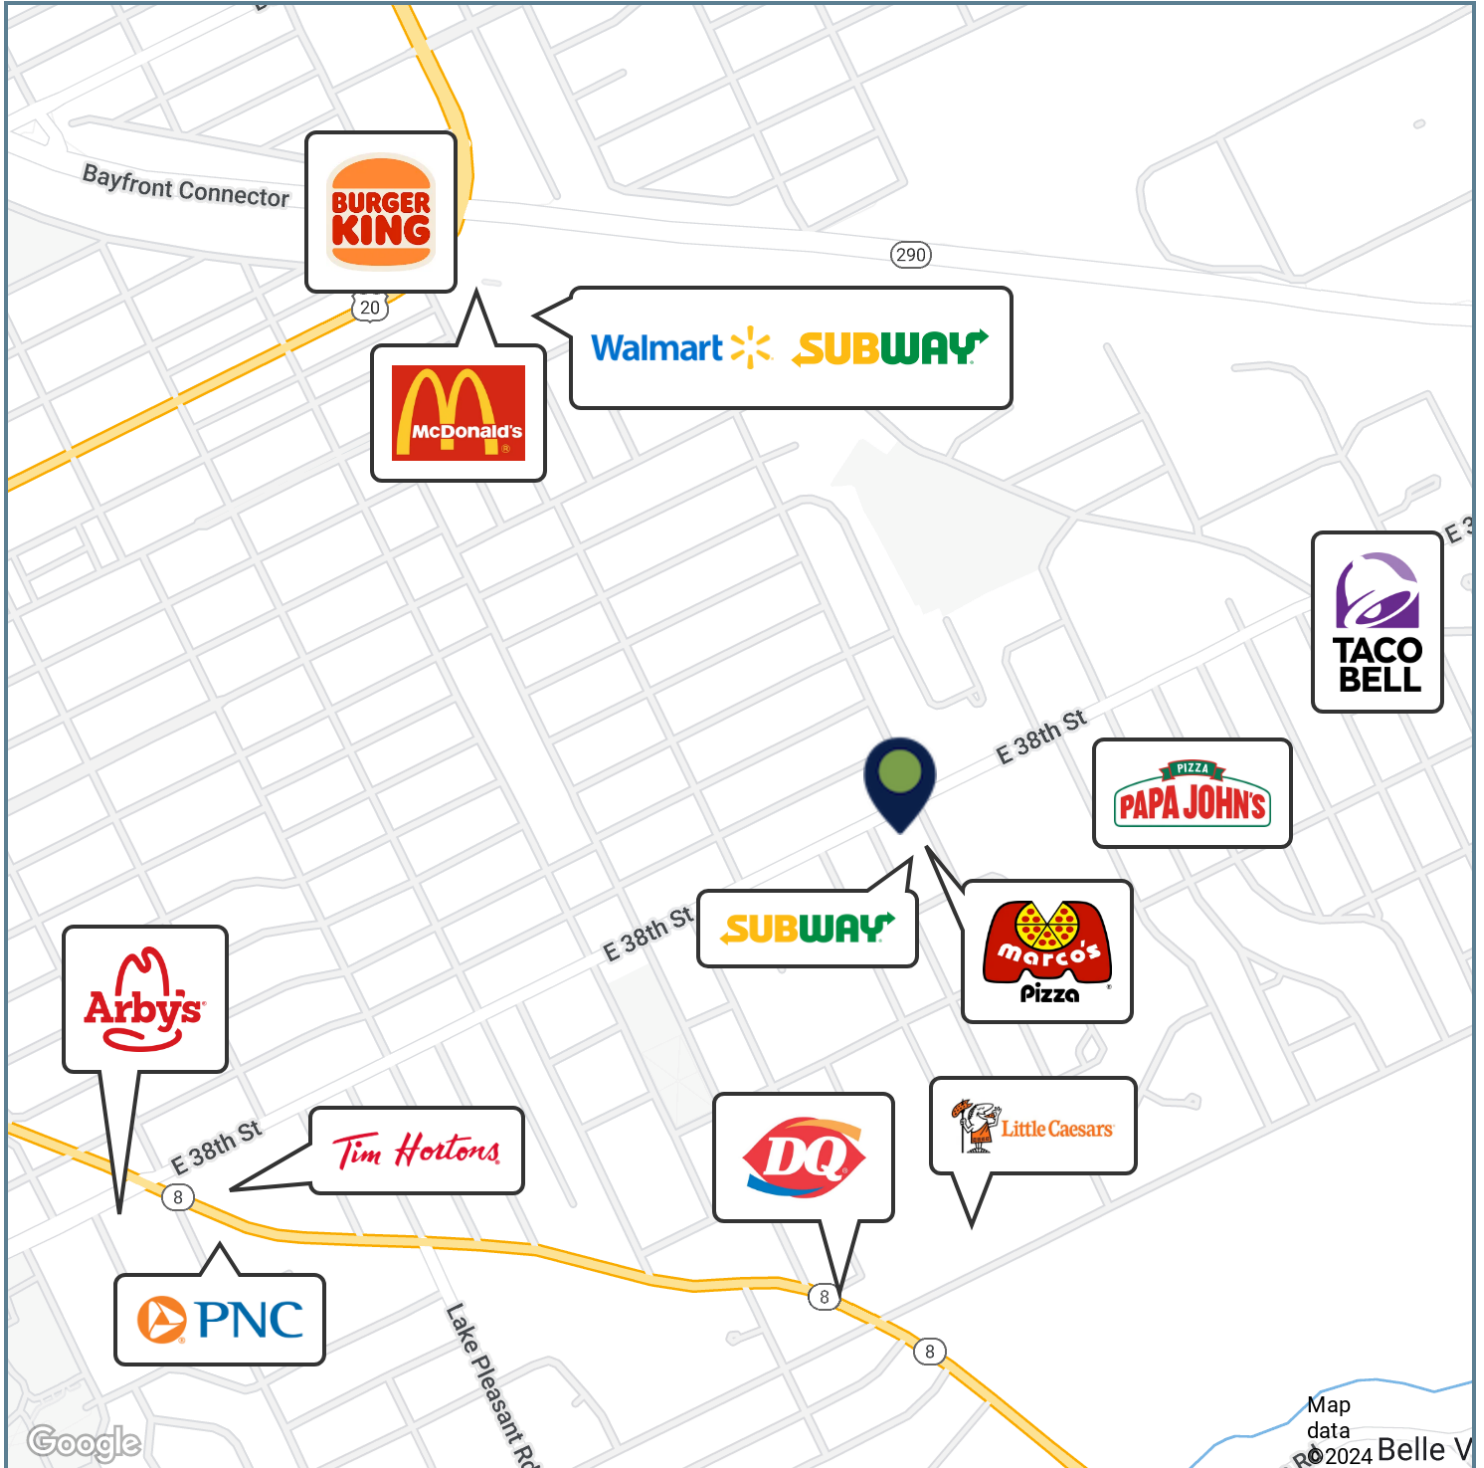 Bayfront Connector
BURGER
KING
20
290
Walmart SUBWAY
McDonald's
TACO
BELL
E 38th St
PIZZA
PAPA JOHN'S
SUBWAY
E 38th St
marco's
Pizza
Arby's
E 38th St
Tim Hortons
DQ
Little Caesars
8
PNC
8
8
Lake Pleasant Rd
Map
data
©2024
Belle V
Google